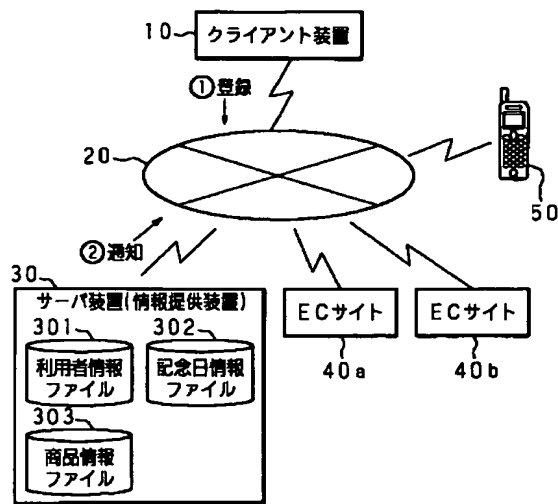 10
クライアント装置
①登録
20
50
②通知
30
サーバ装置(情報提供装置)
301
302
利用者情報
ファイル
記念日情報
ファイル
303
商品情報
ファイル
ECサイト
40a
ECサイト
40b